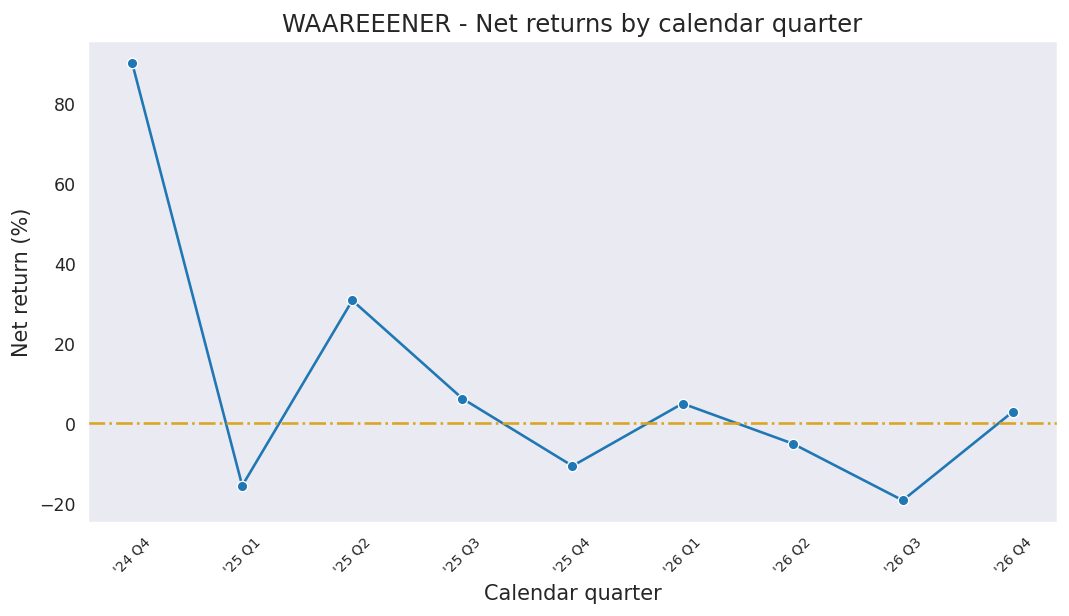 WAAREEENER - Net returns by calendar quarter
Net return (%)
80
60
40
20
0
−20
'24 Q4
'25 Q1
'25 Q2
'25 Q3
'25 Q4
'26 Q1
'26 Q2
'26 Q3
'26 Q4
Calendar quarter